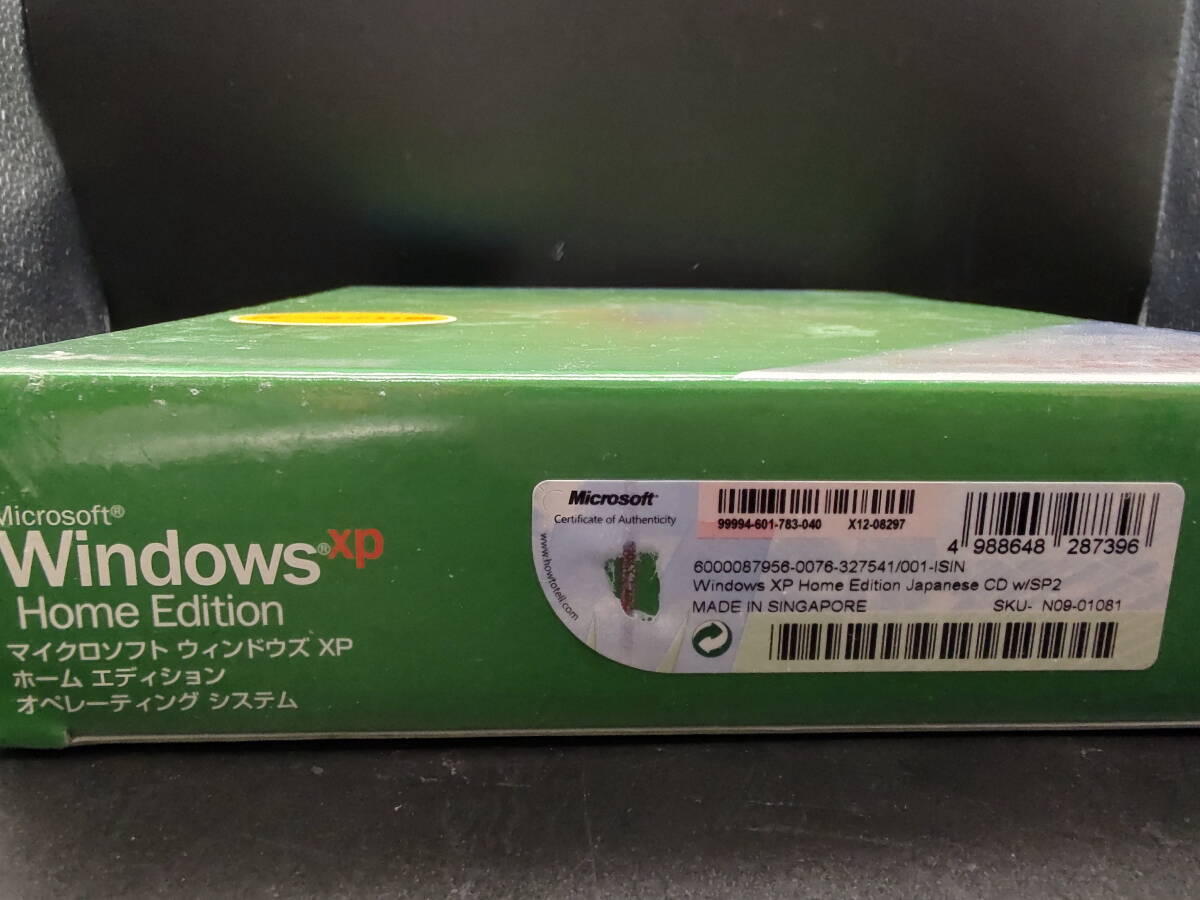 Microsoft®
Windows®xp
Home Edition
マイクロソフト ウィンドウズ XP
ホーム エディション
オペレーティング システム
Microsoft
Certificate of Authenticity
www.howtotell.com
99994-601-783-040 X12-08297
4 988648 287396
6000087956-0076-327541/001-ISIN
Windows XP Home Edition Japanese CD w/SP2
MADE IN SINGAPORE SKU- N09-01081